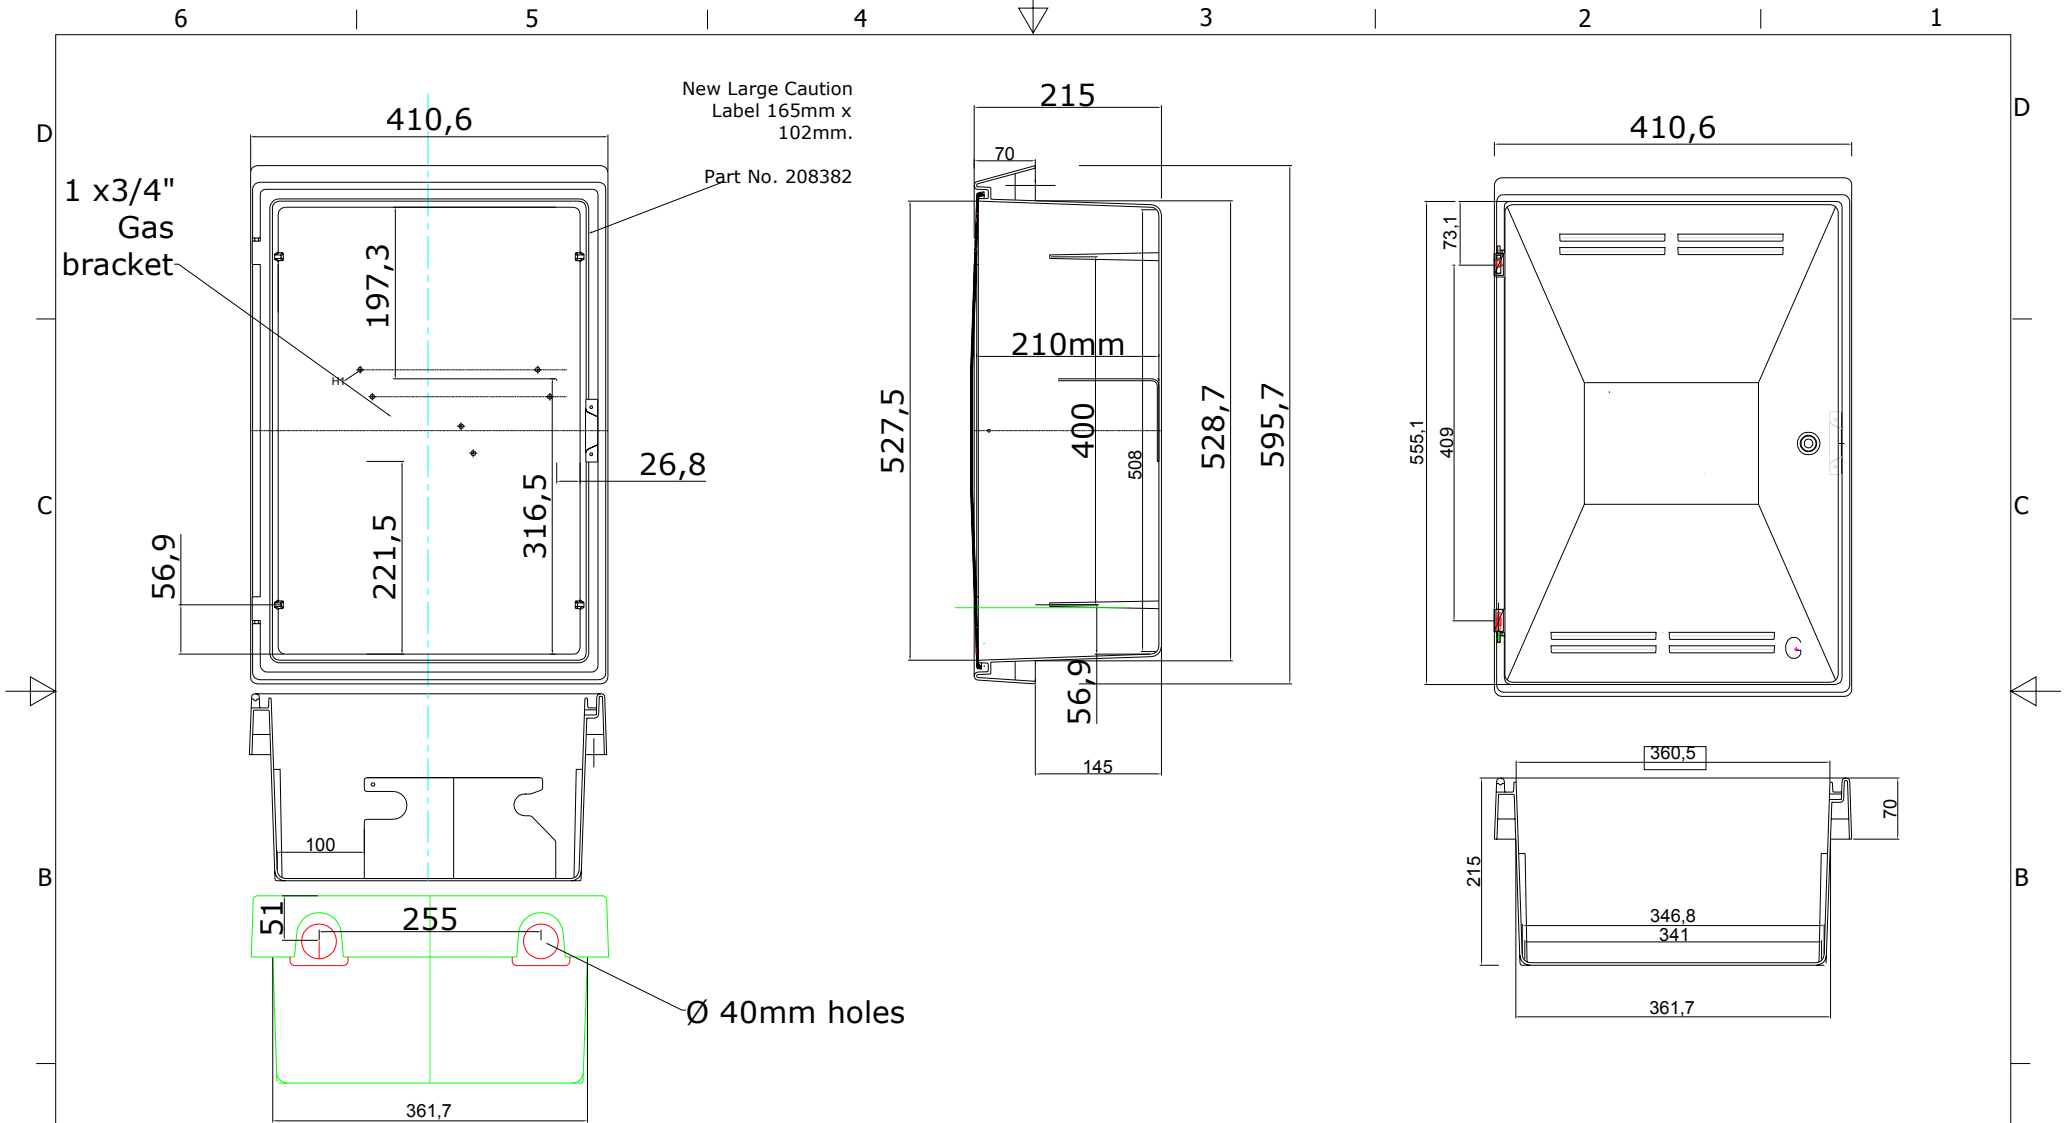 6 5 4 3 2 1
D
D
New Large Caution
Label 165mm x
102mm.
Part No. 208382
410,6
1 x3/4"
Gas
bracket
197,3
H1
26,8
316,5
221,5
56,9
215
70
210mm
527,5
400
508
528,7
595,7
56,9
145
410,6
73,1
555,1
409
G
C
C
100
51
255
Ø 40mm holes
361,7
360,5
70
215
346,8
341
361,7
B
B